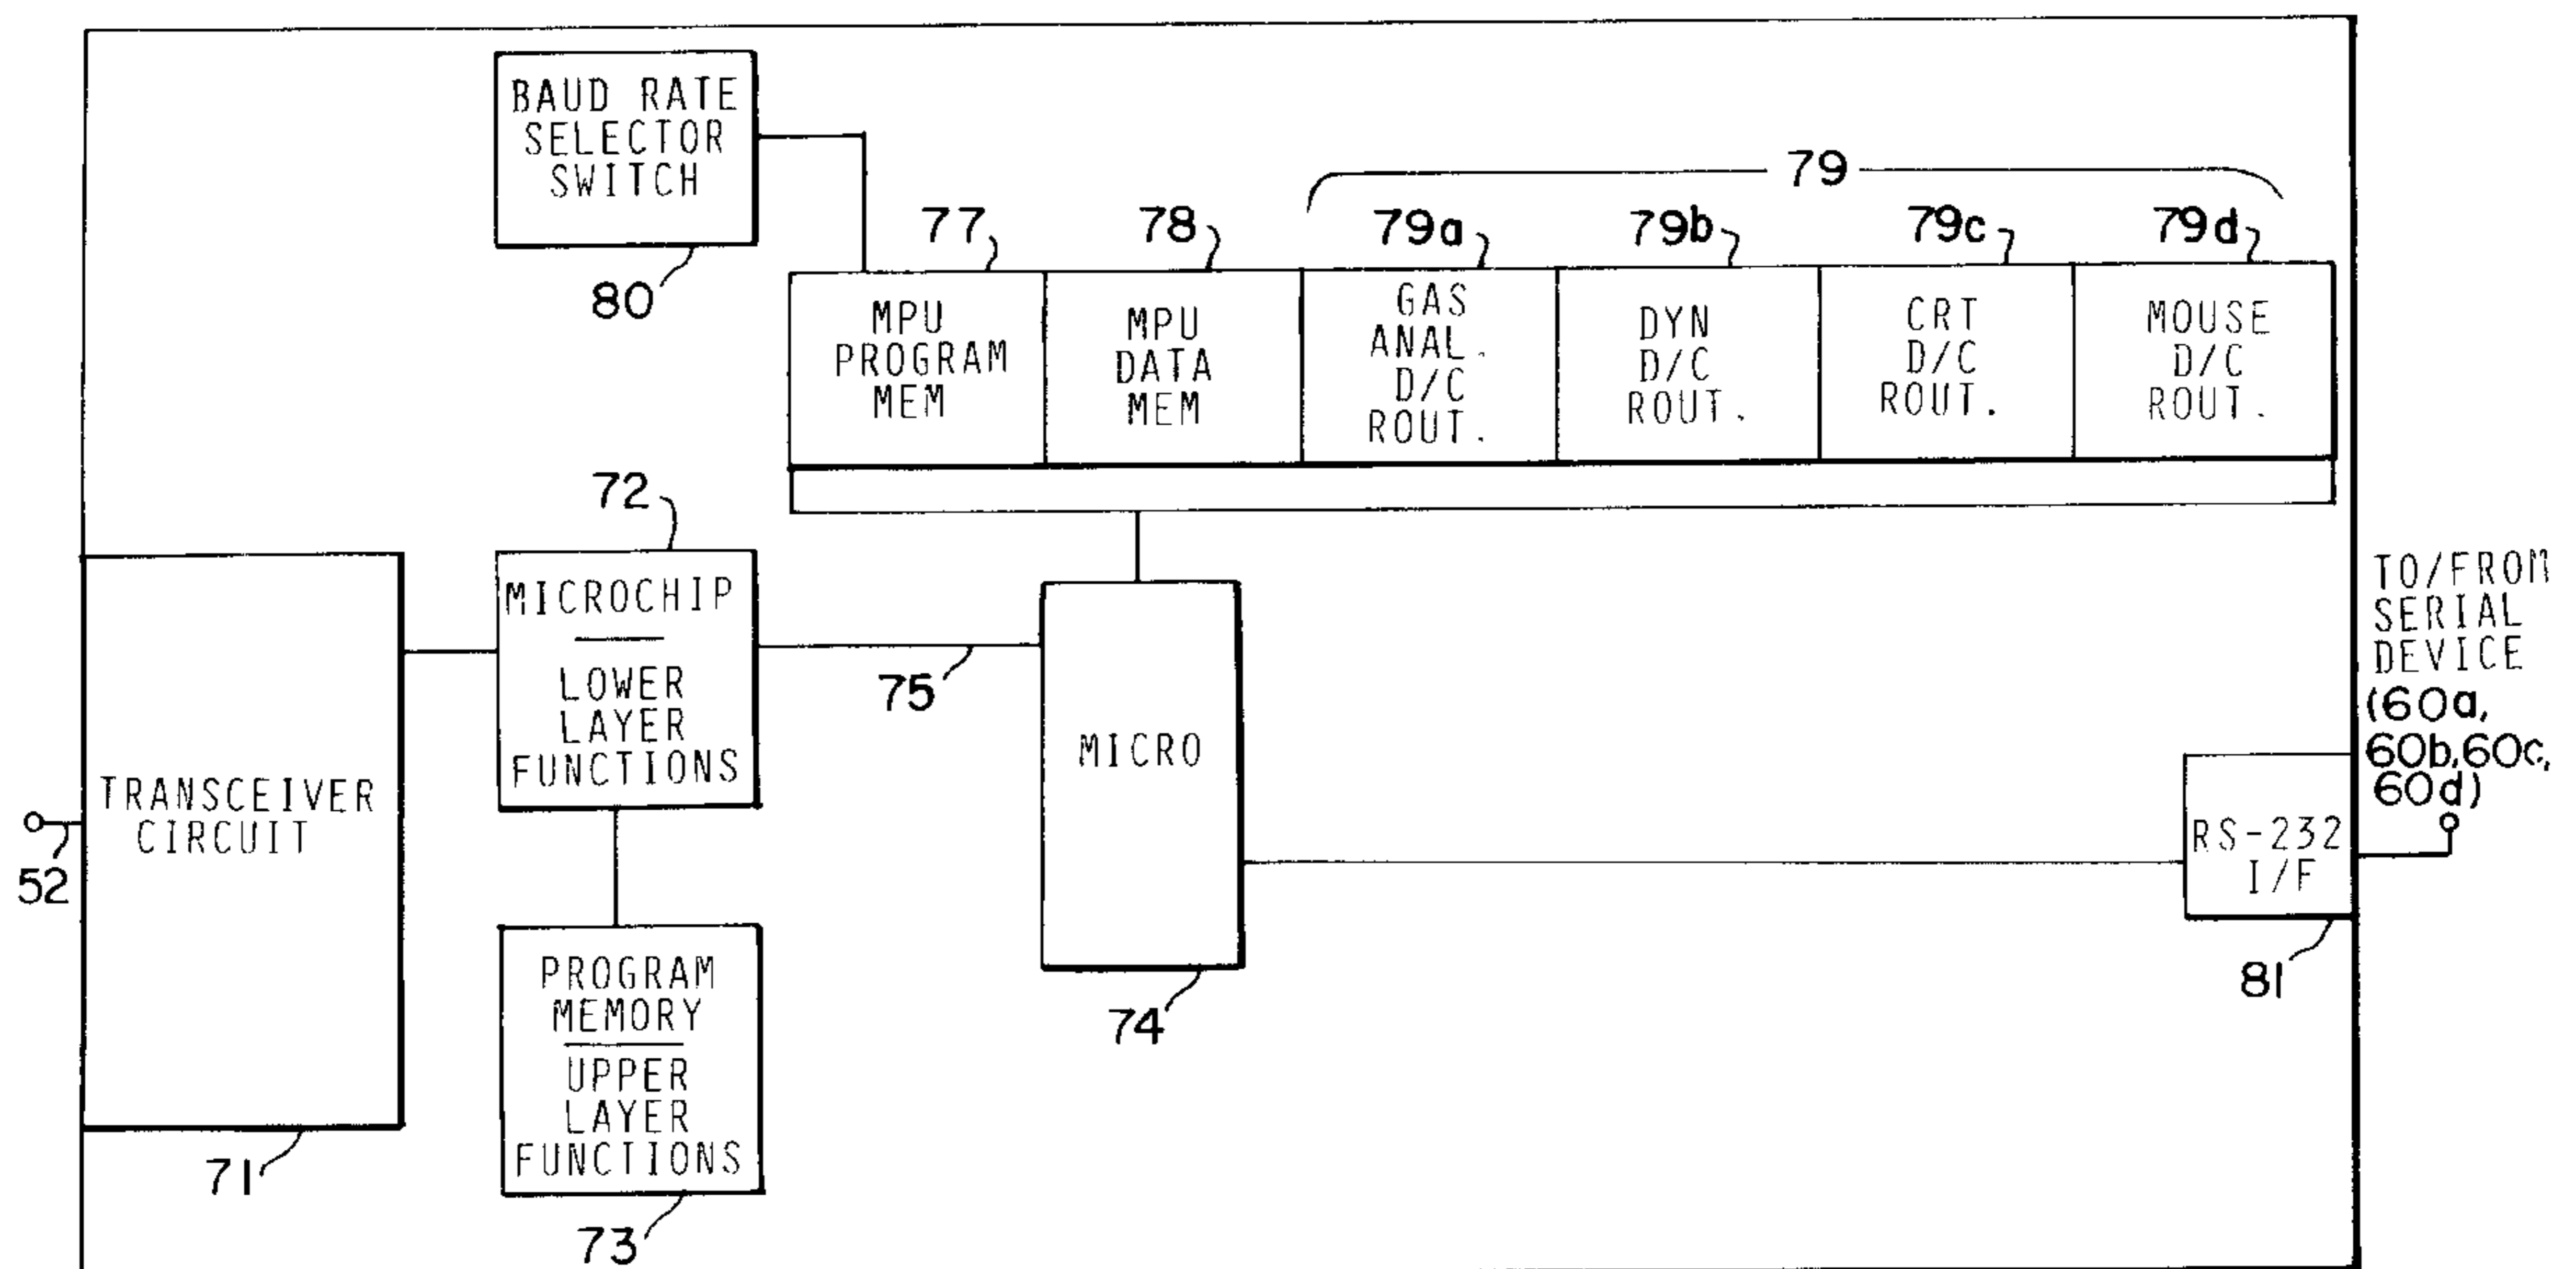 BAUD RATE
SELECTOR
SWITCH
80
79
77
78
79a
79b
79c
79d
MPU
PROGRAM
MEM
MPU
DATA
MEM
GAS
ANAL.
D/C
ROUT.
DYN
D/C
ROUT.
CRT
D/C
ROUT.
MOUSE
D/C
ROUT.
72
MICROCHIP
LOWER
LAYER
FUNCTIONS
75
MICRO
74
TRANSCEIVER
CIRCUIT
52
71
PROGRAM
MEMORY
UPPER
LAYER
FUNCTIONS
73
TO/FROM
SERIAL
DEVICE
(60a,
60b,60c,
60d)
RS-232
I/F
81